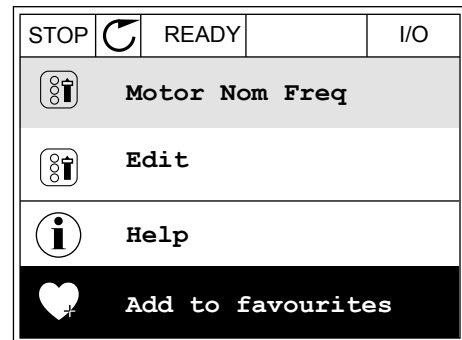 STOP READY I/O
Motor Nom Freq
Edit
Help
Add to favourites